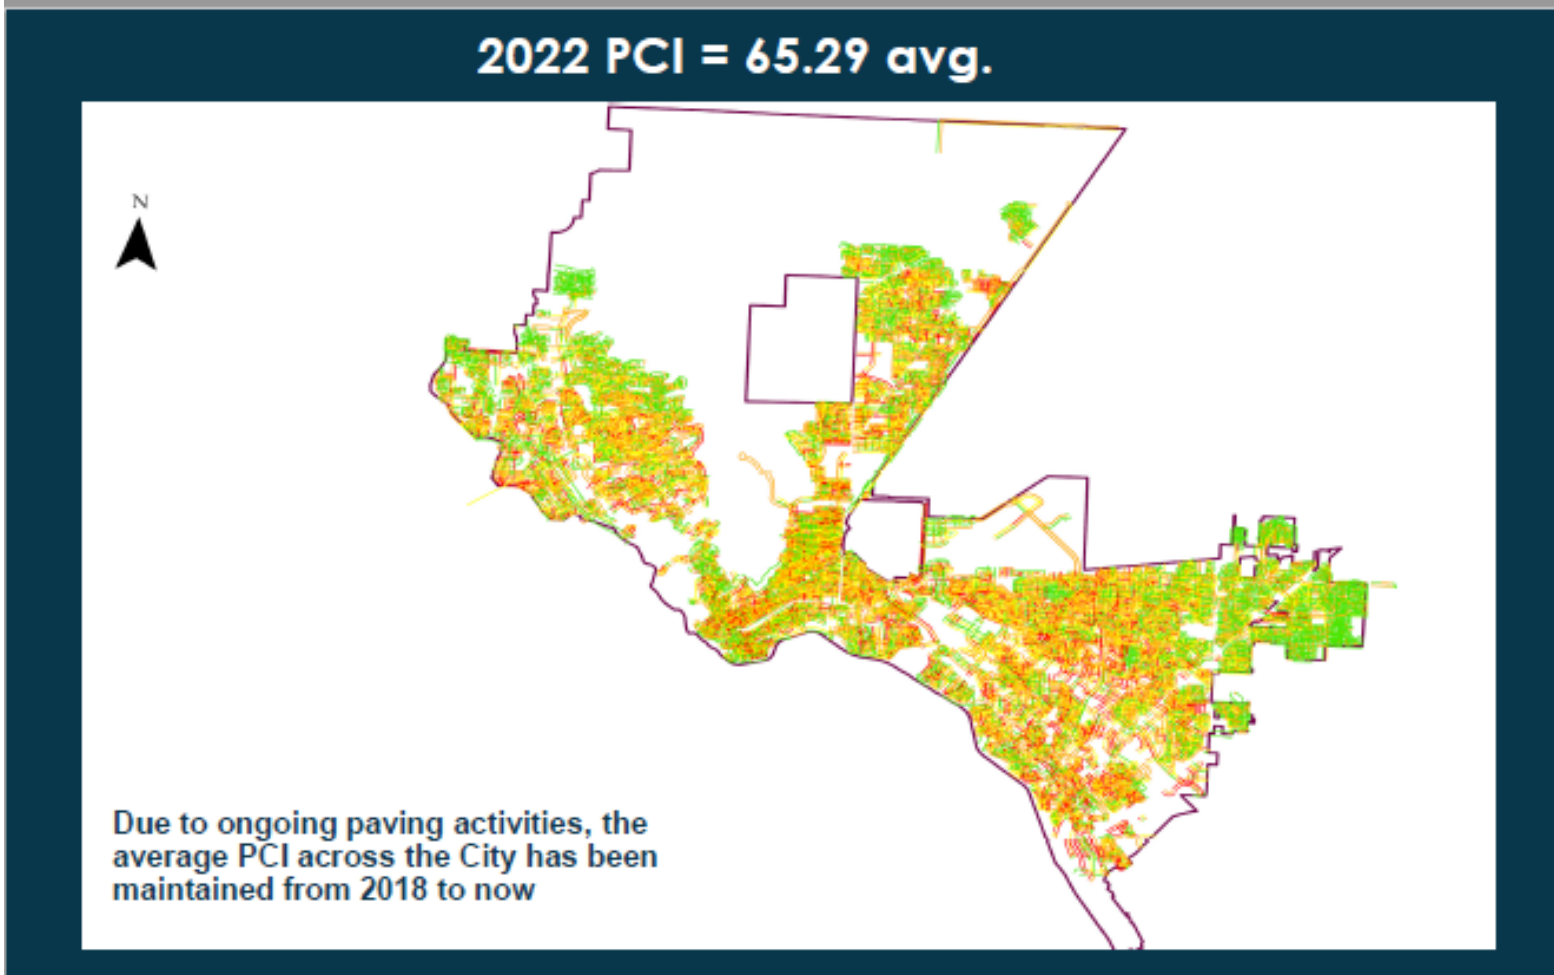 2022 PCI = 65.29 avg.
N
Due to ongoing paving activities, the
average PCI across the City has been
maintained from 2018 to now